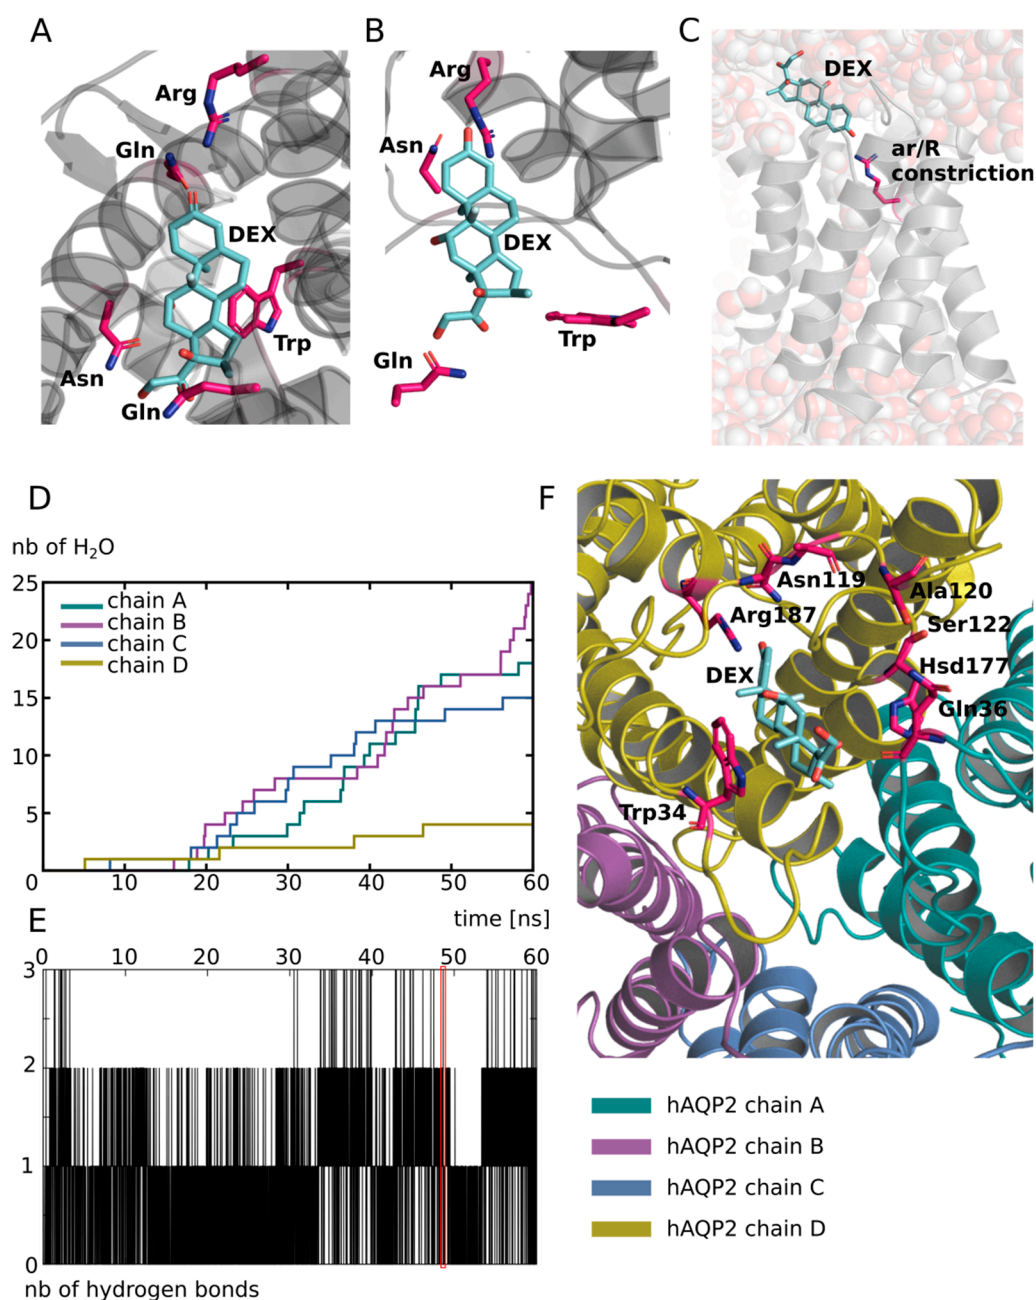 A
Arg
Gln
DEX
Asn
Trp
Gln
B
Arg
Asn
DEX
Trp
Gln
C
DEX
ar/R
constriction
D
nb of H₂O
25
20
15
10
5
0 10 20 30 40 50 60
chain A
chain B
chain C
chain D
time [ns]
E
0 10 20 30 40 50 60
3
2
1
0
nb of hydrogen bonds
F
Asn119
Ala120
Arg187
Ser122
DEX
Hsd177
Gln36
Trp34
hAQP2 chain A
hAQP2 chain B
hAQP2 chain C
hAQP2 chain D